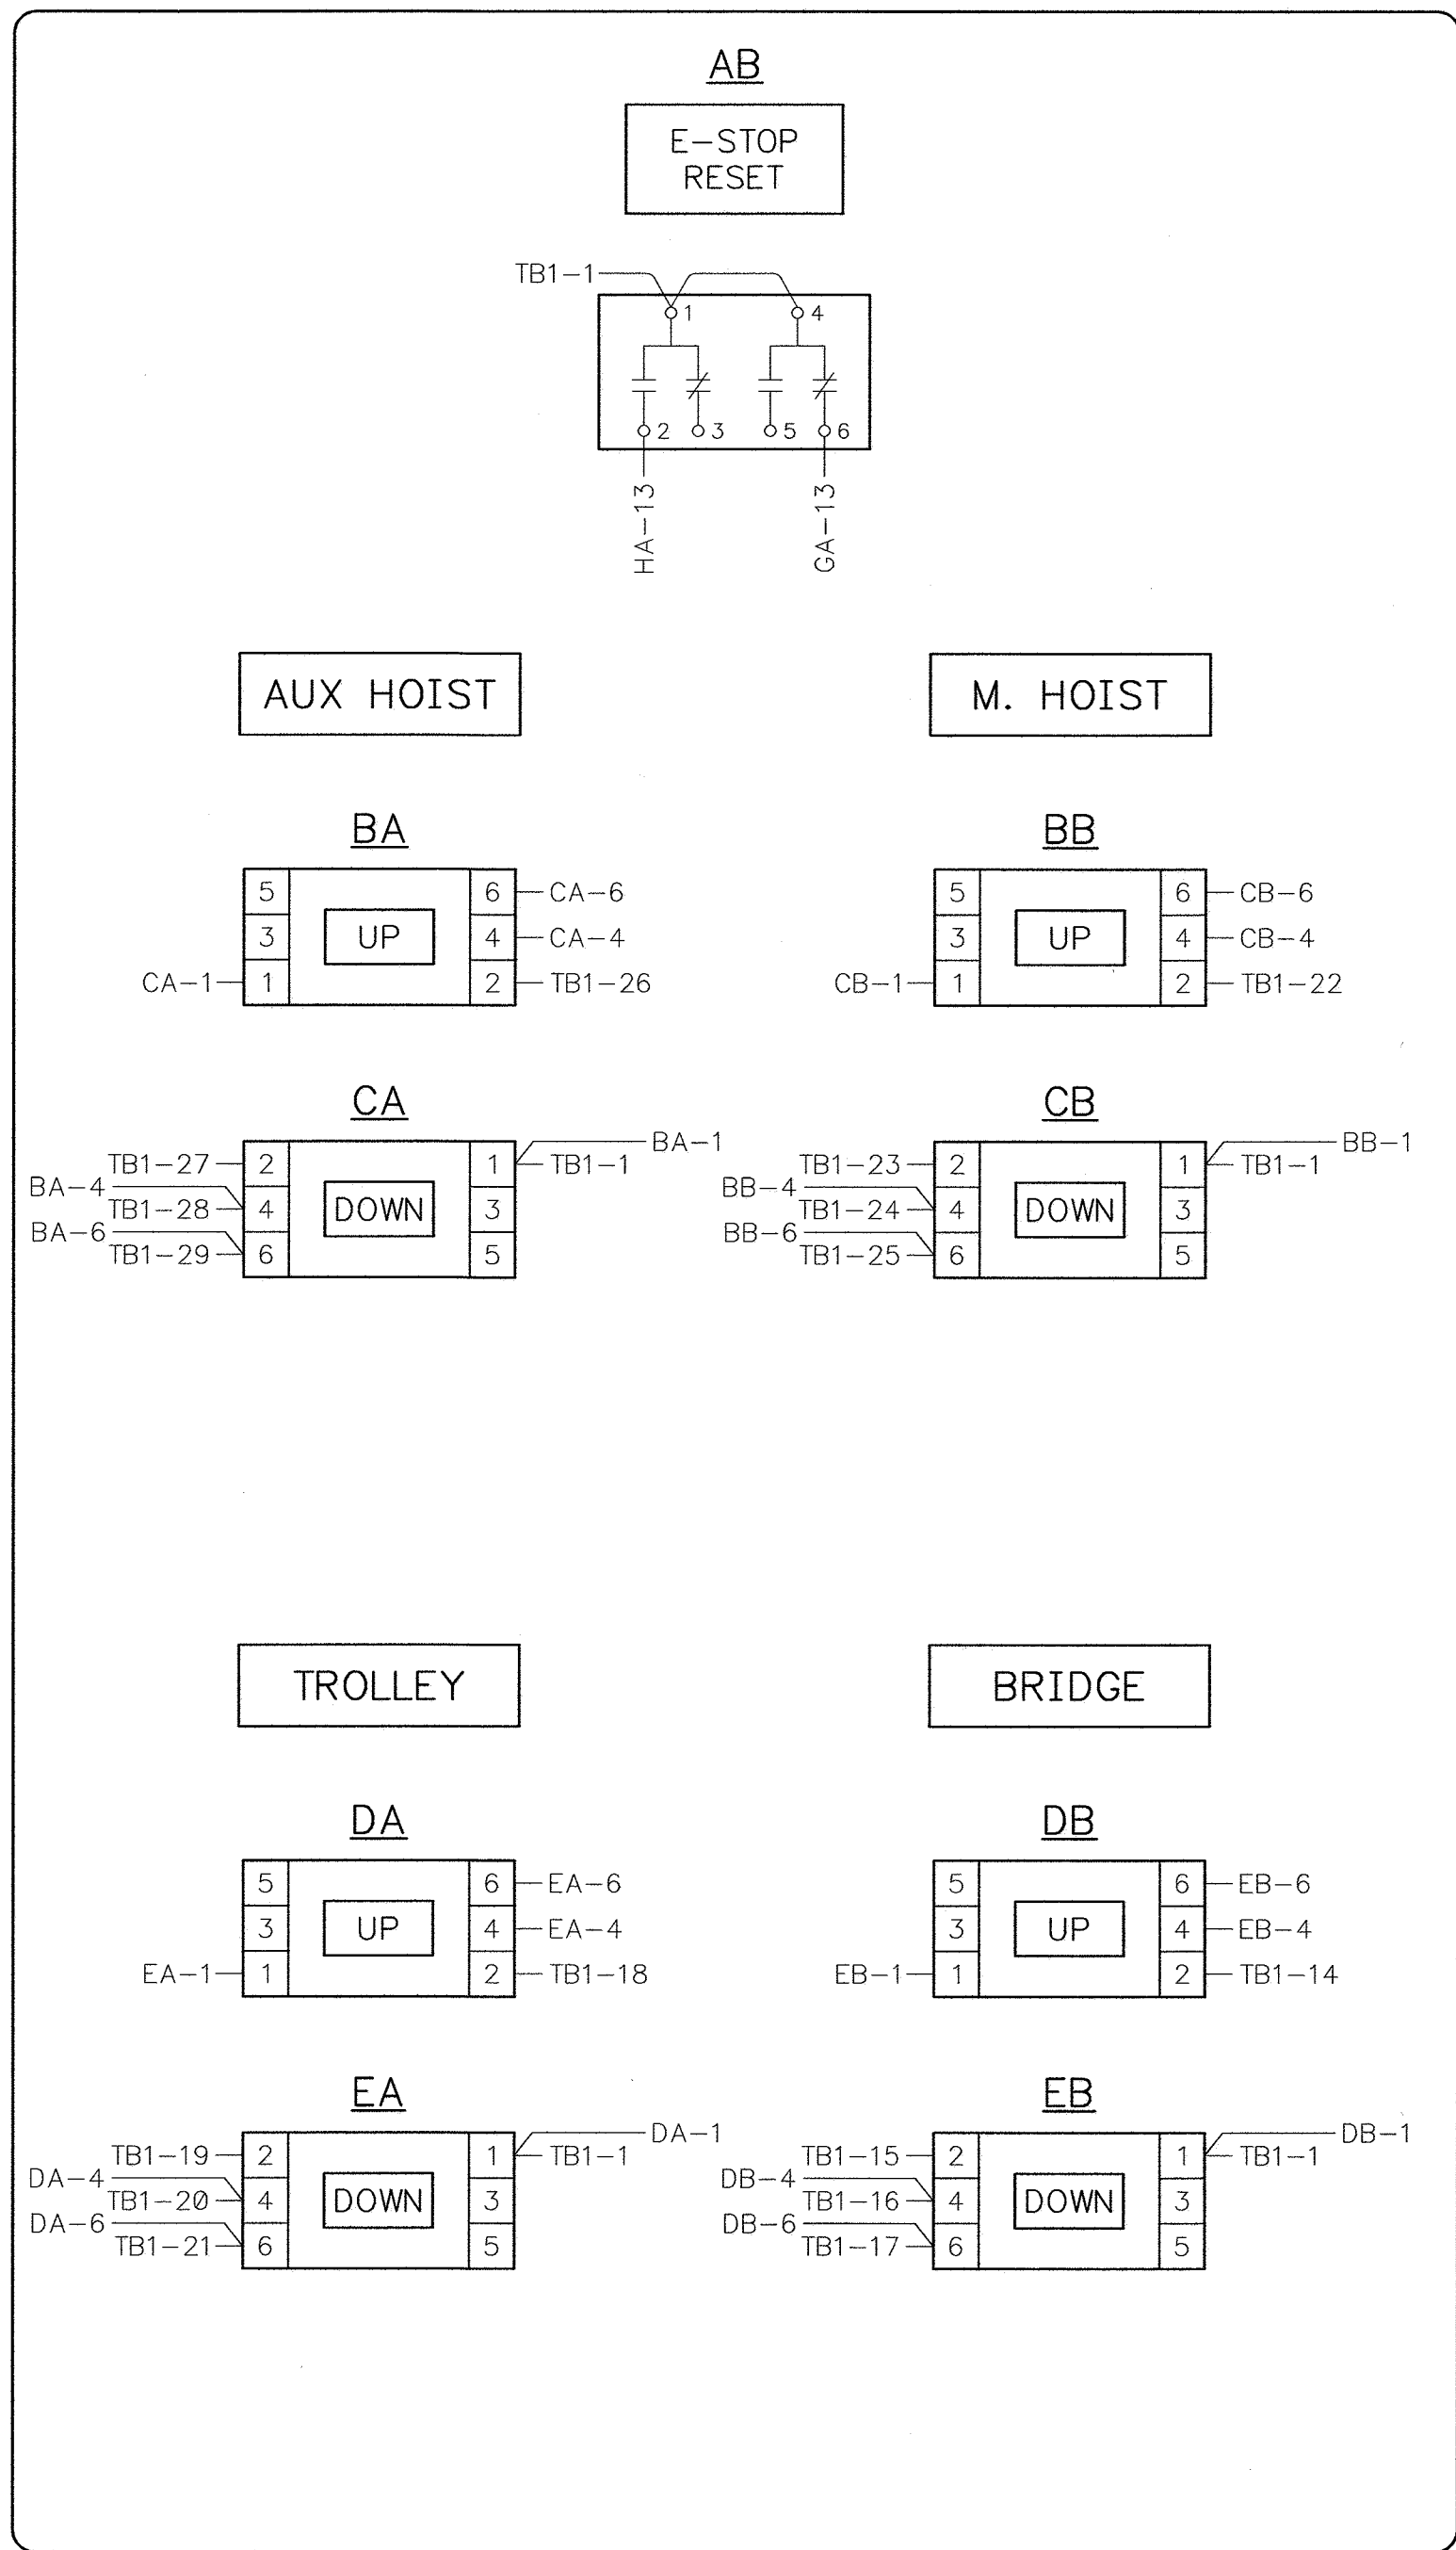 AB
E-STOP
RESET
TB1-1
1
4
2
3
5
6
HA-13
GA-13
AUX HOIST
M. HOIST
BA
BB
5
6
CA-6
3
UP
4
CA-4
CA-1
1
2
TB1-26
5
6
CB-6
3
UP
4
CB-4
CB-1
1
2
TB1-22
CA
CB
BA-1
TB1-27
2
1
TB1-1
BA-4
TB1-28
4
DOWN
3
BA-6
TB1-29
6
5
BB-1
TB1-23
2
1
TB1-1
BB-4
TB1-24
4
DOWN
3
BB-6
TB1-25
6
5
TROLLEY
BRIDGE
DA
DB
5
6
EA-6
3
UP
4
EA-4
EA-1
1
2
TB1-18
5
6
EB-6
3
UP
4
EB-4
EB-1
1
2
TB1-14
EA
EB
DA-1
TB1-19
2
1
TB1-1
DA-4
TB1-20
4
DOWN
3
DA-6
TB1-21
6
5
DB-1
TB1-15
2
1
TB1-1
DB-4
TB1-16
4
DOWN
3
DB-6
TB1-17
6
5